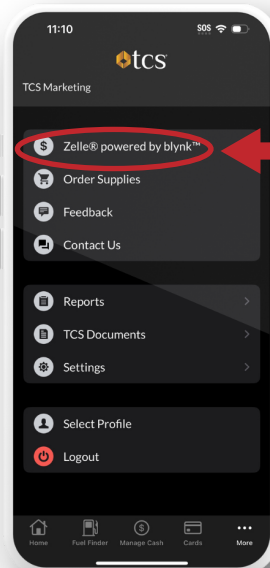 11:10 SOS
tcs
TCS Marketing
$ Zelle® powered by blynk™
Order Supplies
Feedback
Contact Us
Reports
TCS Documents
Settings
Select Profile
Logout
$
Home Fuel Finder Manage Cash Cards More